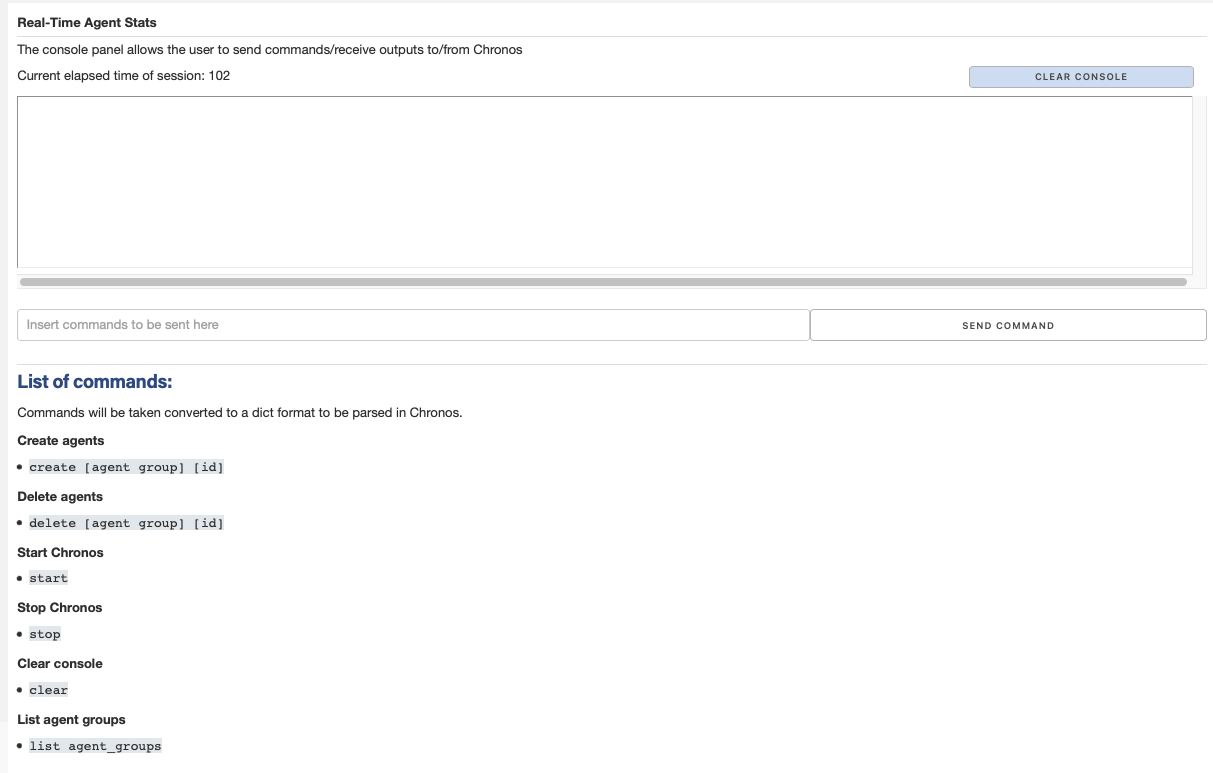 Real-Time Agent Stats
The console panel allows the user to send commands/receive outputs to/from Chronos
Current elapsed time of session: 102
CLEAR CONSOLE
Insert commands to be sent here
SEND COMMAND
List of commands:
Commands will be taken converted to a dict format to be parsed in Chronos.
Create agents
• create [agent group] [id]
Delete agents
• delete [agent group] [id]
Start Chronos
• start
Stop Chronos
• stop
Clear console
• clear
List agent groups
• list agent_groups